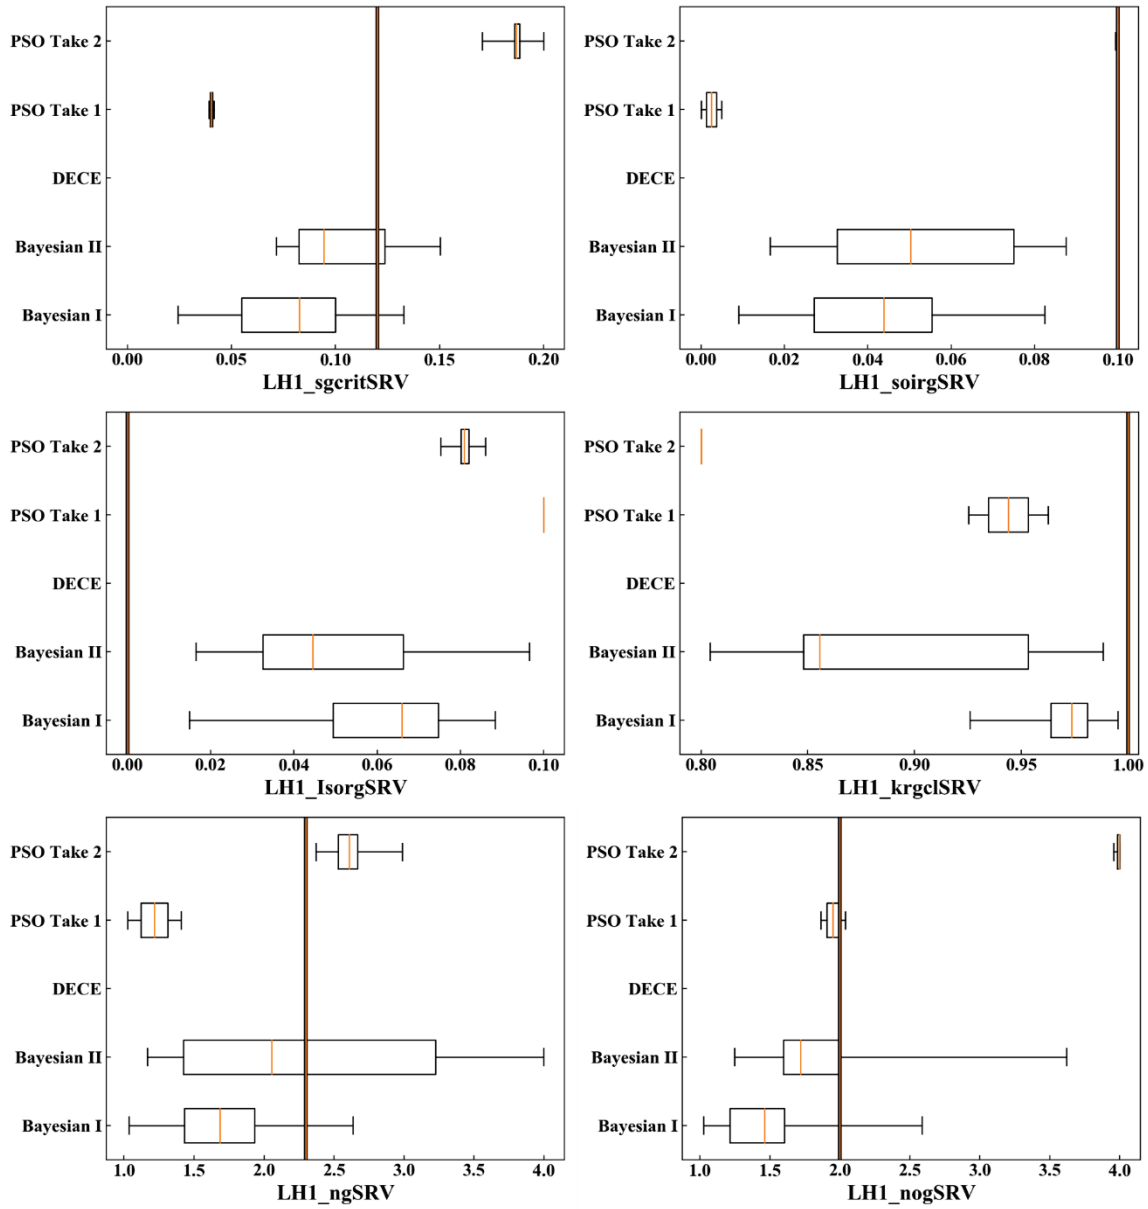 PSO Take 2
PSO Take 1
DECE
Bayesian II
Bayesian I
0.00 0.05 0.10 0.15 0.20
LH1_sgcritSRV
PSO Take 2
PSO Take 1
DECE
Bayesian II
Bayesian I
0.00 0.02 0.04 0.06 0.08 0.10
LH1_soirgSRV
PSO Take 2
PSO Take 1
DECE
Bayesian II
Bayesian I
0.00 0.02 0.04 0.06 0.08 0.10
LH1_IsorgSRV
PSO Take 2
PSO Take 1
DECE
Bayesian II
Bayesian I
0.80 0.85 0.90 0.95 1.00
LH1_krgclSRV
PSO Take 2
PSO Take 1
DECE
Bayesian II
Bayesian I
1.0 1.5 2.0 2.5 3.0 3.5 4.0
LH1_ngSRV
PSO Take 2
PSO Take 1
DECE
Bayesian II
Bayesian I
1.0 1.5 2.0 2.5 3.0 3.5 4.0
LH1_nogSRV